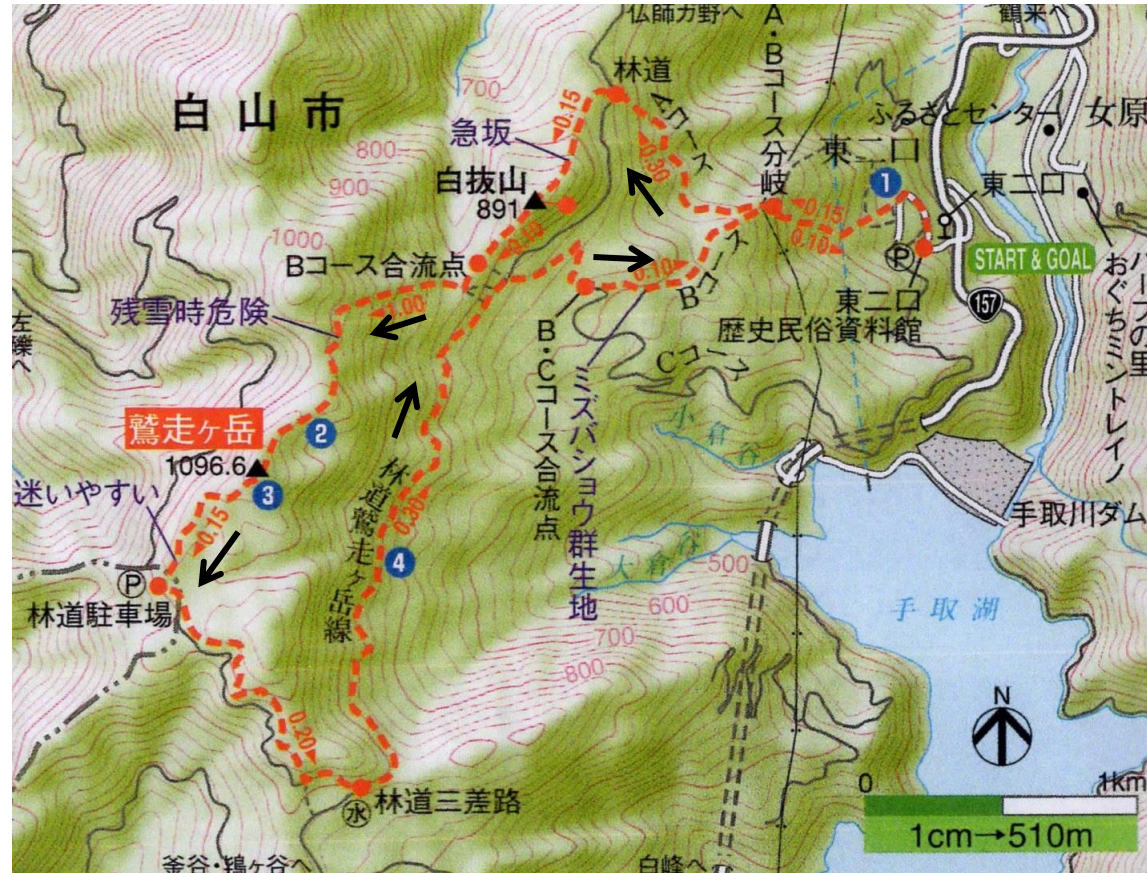 仏師カ野へ
A・Bコース分岐
鶴来へ
林道
700
0.15
Aコース
ふるさとセンター
女原
白山市
急坂
800
0.30
東二口
1
白抜山
891
900
0.15
0.10
東二口
P
START & GOAL
1000
Bコース合流点
0.10
0.10
Bコース
東二口
歴史民俗資料館
157
残雪時危険
1.00
左礫へ
B・Cコース合流点
ミズバショウ群生地
Cコース
おぐちミントレイノ
鷲走ヶ岳
1096.6
2
3
小倉谷
迷いやすい
0.15
林道鷲走ヶ岳線
0.30
4
大倉谷
500
手取川ダム
P
林道駐車場
600
700
800
手取湖
N
0.20
水
林道三差路
0
1km
1cm→510m
釜谷・鴇ヶ谷へ
白峰へ